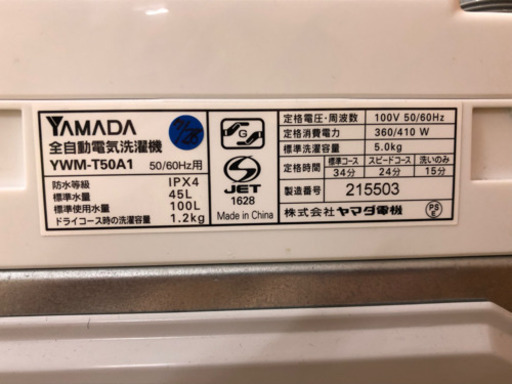 YAMADA
全自動電気洗濯機
YWM-T50A1 50/60Hz用
防水等級 IPX4
標準水量 45L
標準使用水量 100L
ドライコース時の洗濯容量 1.2kg
G
S
JET
1628
Made in China
定格電圧・周波数 100V 50/60Hz
定格消費電力 360/410 W
標準洗濯容量 5.0kg
定格時間 標準コース スピードコース 洗いのみ
34分 24分 15分
製造番号 215503
株式会社 ヤマダ電機
PS
E